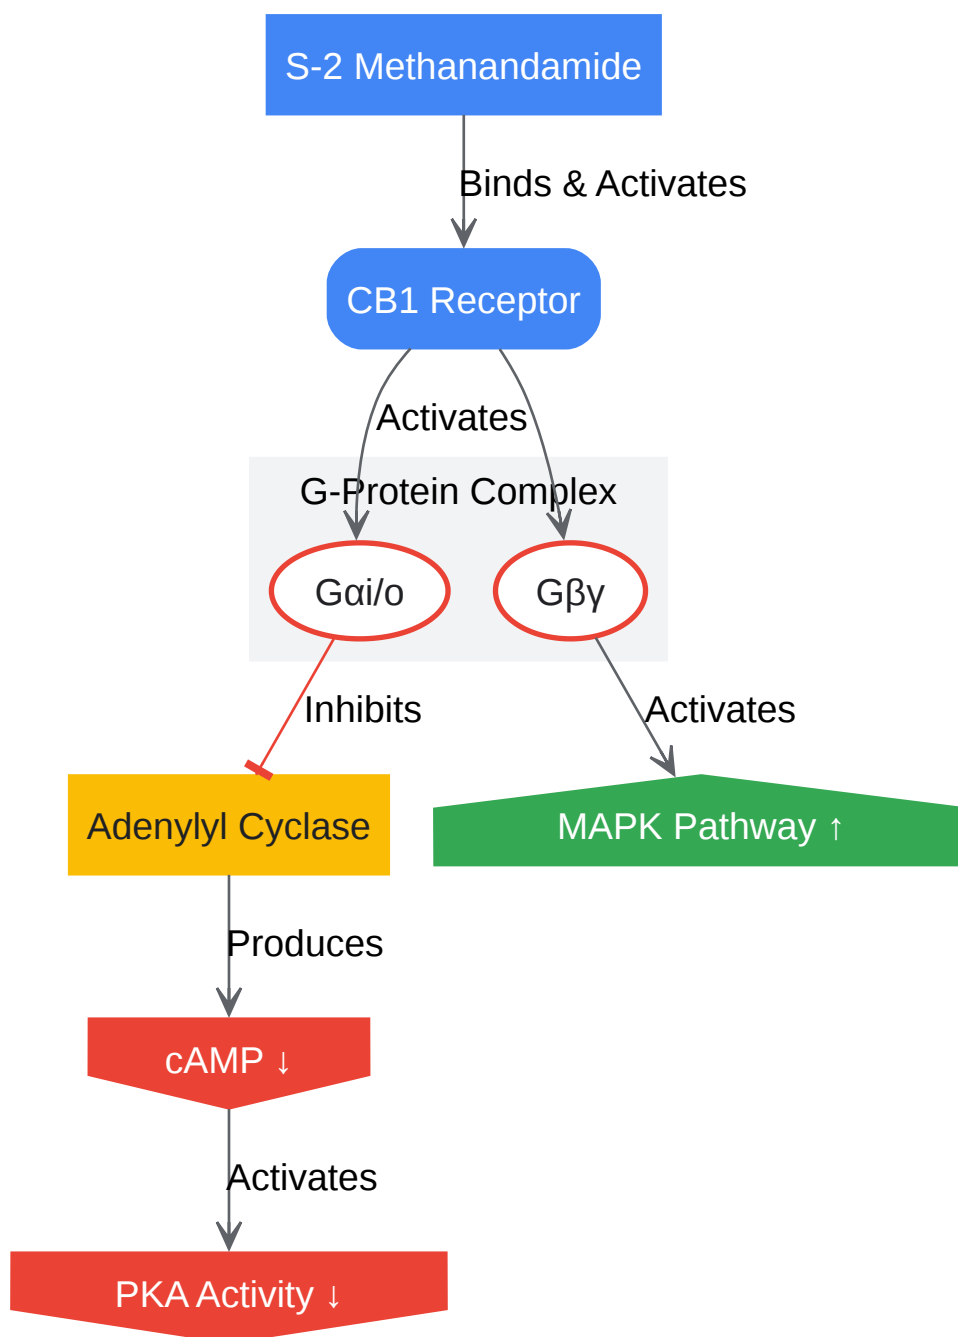 S-2 Methanandamide
Binds & Activates
CB1 Receptor
Activates
G-Protein Complex
Gαi/o
Gβγ
Inhibits
Activates
Adenylyl Cyclase
MAPK Pathway ↑
Produces
cAMP ↓
Activates
PKA Activity ↓